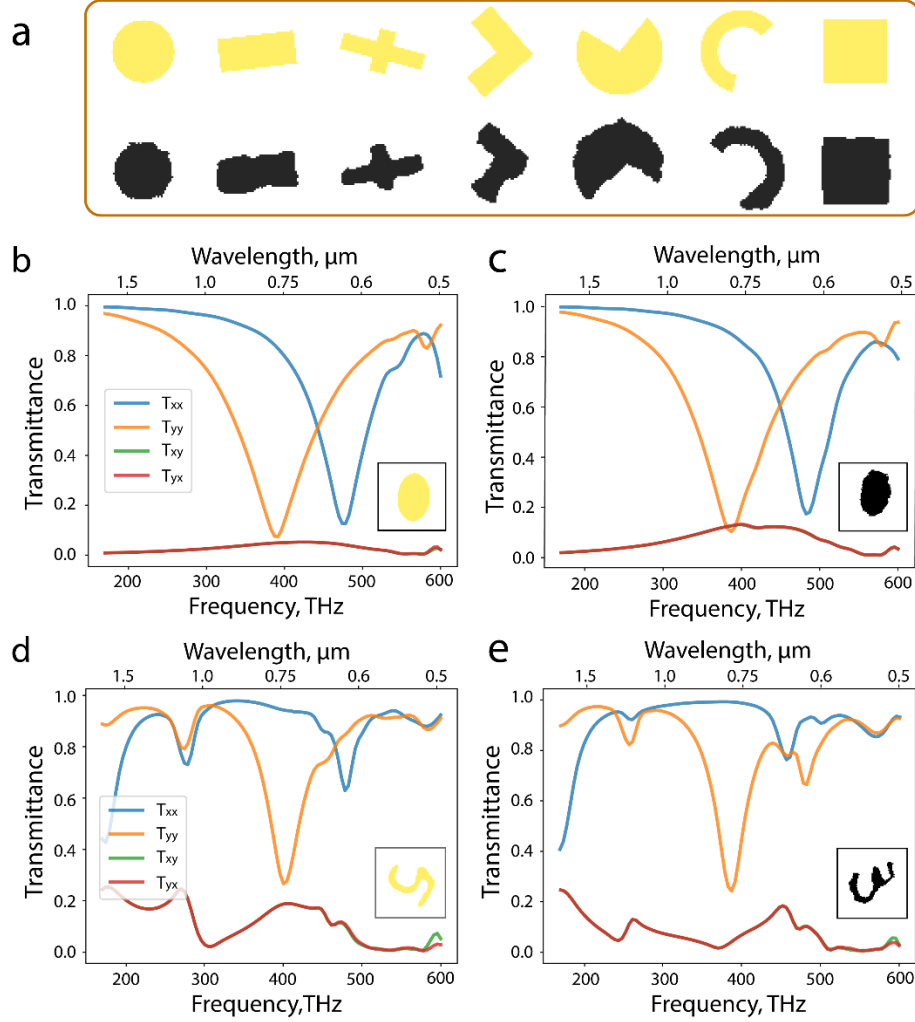 a
b
Wavelength, μm
1.5 1.0 0.75 0.6 0.5
1.0
0.8
0.6
0.4
0.2
0.0
Transmittance
Txx
Tyy
Txy
Tyx
200 300 400 500 600
Frequency, THz
c
Wavelength, μm
1.5 1.0 0.75 0.6 0.5
1.0
0.8
0.6
0.4
0.2
0.0
Transmittance
200 300 400 500 600
Frequency, THz
d
Wavelength, μm
1.5 1.0 0.75 0.6 0.5
1.0
0.8
0.6
0.4
0.2
0.0
Transmittance
Txx
Tyy
Txy
Tyx
200 300 400 500 600
Frequency,THz
e
Wavelength, μm
1.5 1.0 0.75 0.6 0.5
1.0
0.8
0.6
0.4
0.2
0.0
Transmittance
200 300 400 500 600
Frequency, THz